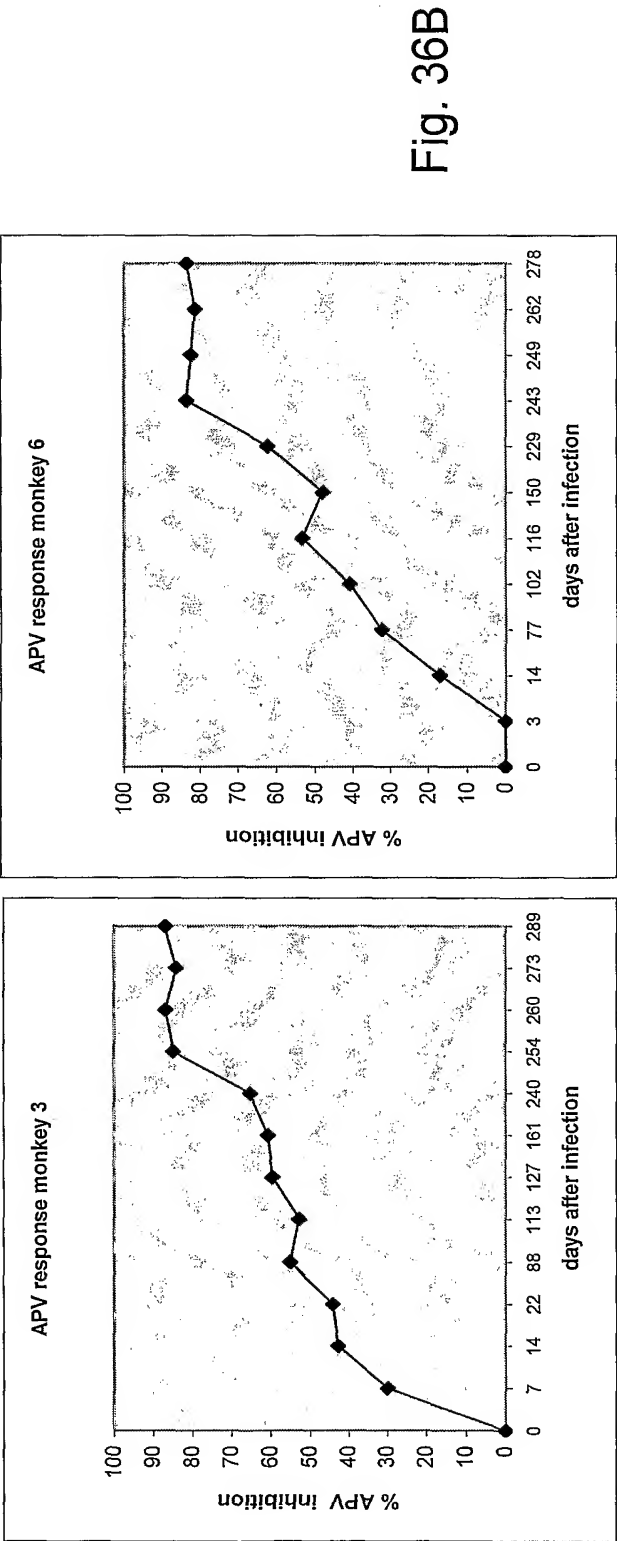 APV response monkey 3
% APV inhibition
100
90
80
70
60
50
40
30
20
10
0
0 7 14 22 88 113 127 161 240 254 260 273 289
days after infection
APV response monkey 6
% APV inhibition
100
90
80
70
60
50
40
30
20
10
0
0 3 14 77 102 116 150 229 243 249 262 278
days after infection
Fig. 36B